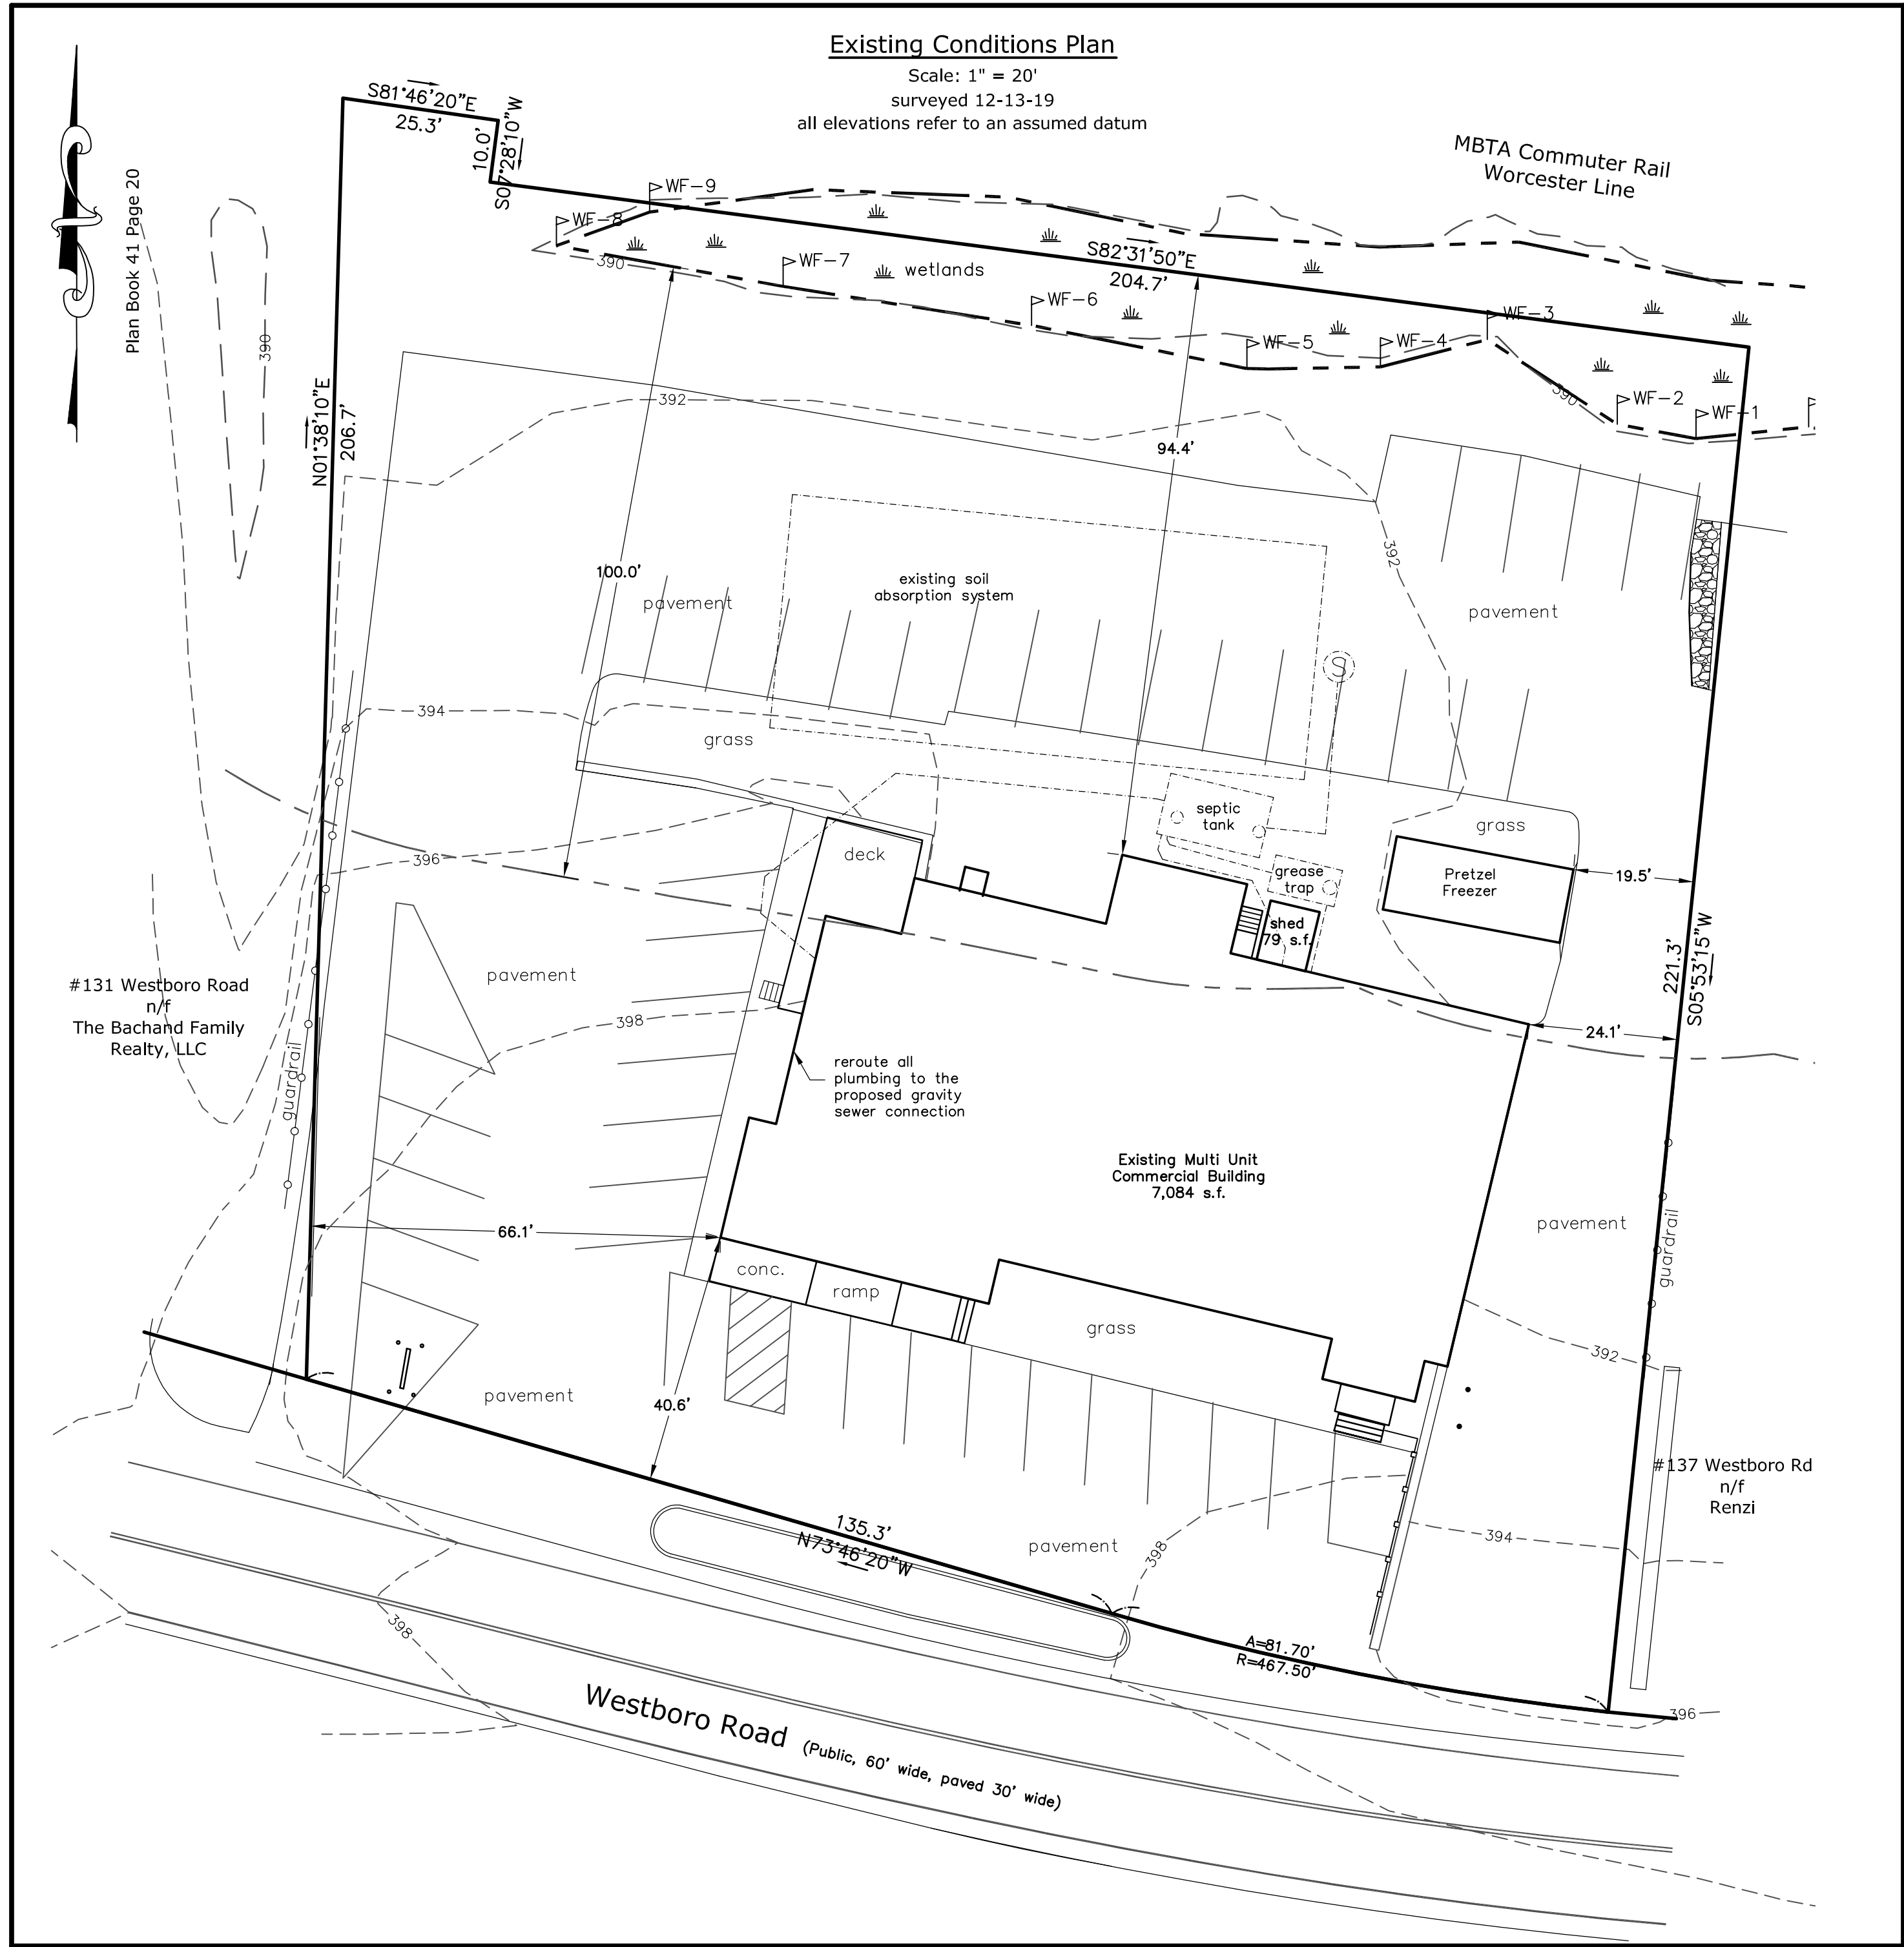 Existing Conditions Plan
Scale: 1" = 20'
surveyed 12-13-19
all elevations refer to an assumed datum
S81°46'20"E
25.3'
10.0'
S07°28'10"W
MBTA Commuter Rail
Worcester Line
Plan Book 41 Page 20
WF-9
WF-8
WF-7
390
wetlands
S82°31'50"E
204.7'
WF-6
WF-5
WF-4
WF-3
WF-2
WF-1
390
390
N01°38'10"E
206.7'
392
94.4'
392
100.0'
pavement
existing soil
absorption system
pavement
S
394
grass
septic
tank
grass
396
deck
grease
trap
Pretzel
Freezer
19.5'
shed
79 s.f.
221.3'
S05°53'15"W
#131 Westboro Road
n/f
The Bachand Family
Realty, LLC
pavement
398
24.1'
guardrail
reroute all
plumbing to the
proposed gravity
sewer connection
Existing Multi Unit
Commercial Building
7,084 s.f.
66.1'
pavement
guardrail
conc.
ramp
grass
392
pavement
40.6'
#137 Westboro Rd
n/f
Renzi
135.3'
N73°46'20"W
pavement
398
394
398
A=81.70'
R=467.50'
396
Westboro Road (Public, 60' wide, paved 30' wide)